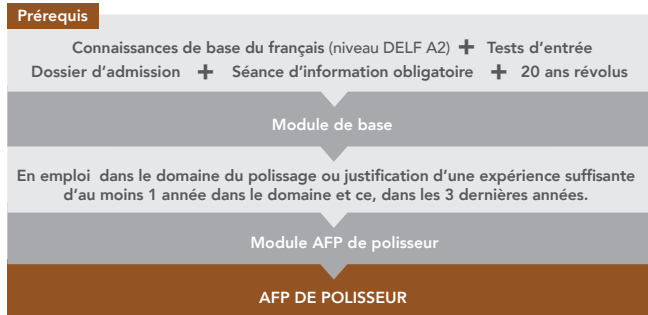 Prérequis
Connaissances de base du français (niveau DELF A2) + Tests d'entrée
Dossier d'admission + Séance d'information obligatoire + 20 ans révolus
Module de base
En emploi dans le domaine du polissage ou justification d'une expérience suffisante
d'au moins 1 année dans le domaine et ce, dans les 3 dernières années.
Module AFP de polisseur
AFP DE POLISSEUR